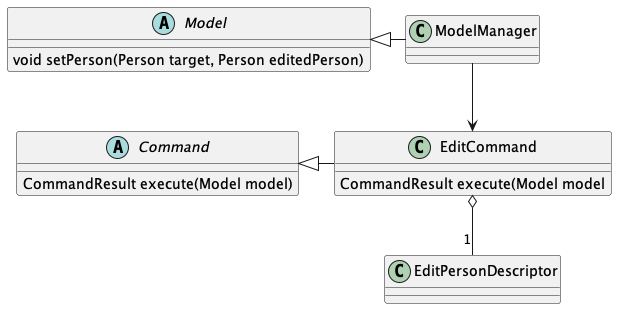 A Model
void setPerson(Person target, Person editedPerson)
C ModelManager
A Command
CommandResult execute(Model model)
C EditCommand
CommandResult execute(Model model
1
C EditPersonDescriptor